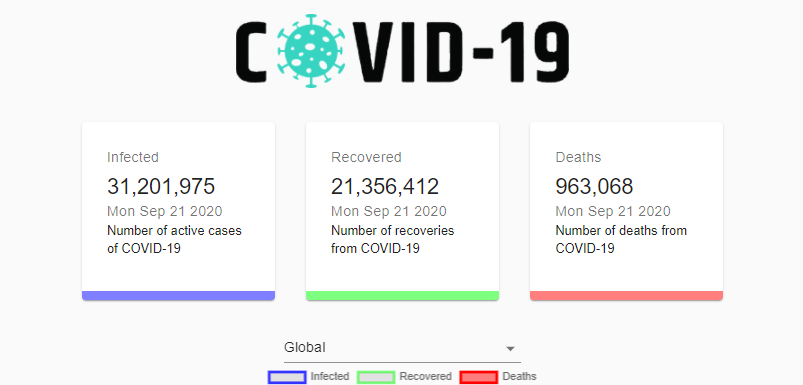 COVID-19
Infected
31,201,975
Mon Sep 21 2020
Number of active cases
of COVID-19
Recovered
21,356,412
Mon Sep 21 2020
Number of recoveries
from COVID-19
Deaths
963,068
Mon Sep 21 2020
Number of deaths from
COVID-19
Global
Infected Recovered Deaths